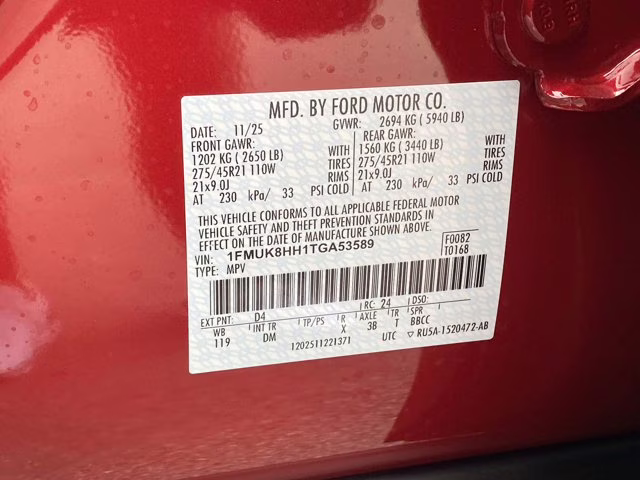 MFD. BY FORD MOTOR CO.
DATE: 11/25 GVWR: 2694 KG ( 5940 LB)
FRONT GAWR: REAR GAWR:
1202 KG ( 2650 LB) 1560 KG ( 3440 LB)
275/45R21 110W TIRES 275/45R21 110W TIRES
21x9.0J RIMS 21x9.0J RIMS
AT 230 kPa/ 33 PSI COLD AT 230 kPa/ 33 PSI COLD
THIS VEHICLE CONFORMS TO ALL APPLICABLE FEDERAL MOTOR
VEHICLE SAFETY AND THEFT PREVENTION STANDARDS IN
EFFECT ON THE DATE OF MANUFACTURE SHOWN ABOVE.
VIN: 1FMUK8HH1TGA53589 F0082
TYPE: MPV T0168
EXT PNT: D4 RC: 24 DSO:
WB INT TR TP/PS R AXLE TR SPR
119 DM X 38 T BBCC
1202511221371 UTC RU5A-1520472-AB